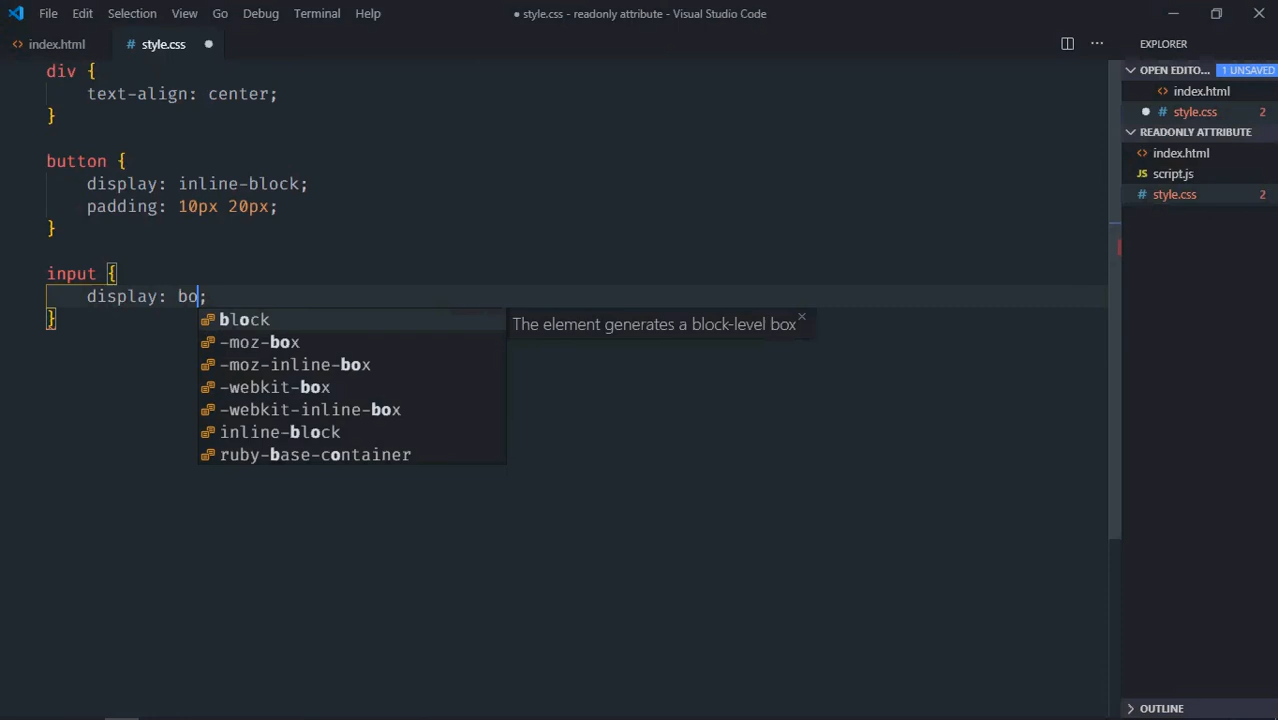 File Edit Selection View Go Debug Terminal Help
● style.css - readonly attribute - Visual Studio Code
<> index.html
# style.css ●
EXPLORER
div {
text-align: center;
}
button {
display: inline-block;
padding: 10px 20px;
}
input {
display: bo;
}
block
-moz-box
-moz-inline-box
-webkit-box
-webkit-inline-box
inline-block
ruby-base-container
The element generates a block-level box
OPEN EDITO... 1 UNSAVED
<> index.html
● # style.css 2
READONLY ATTRIBUTE
<> index.html
JS script.js
# style.css 2
OUTLINE